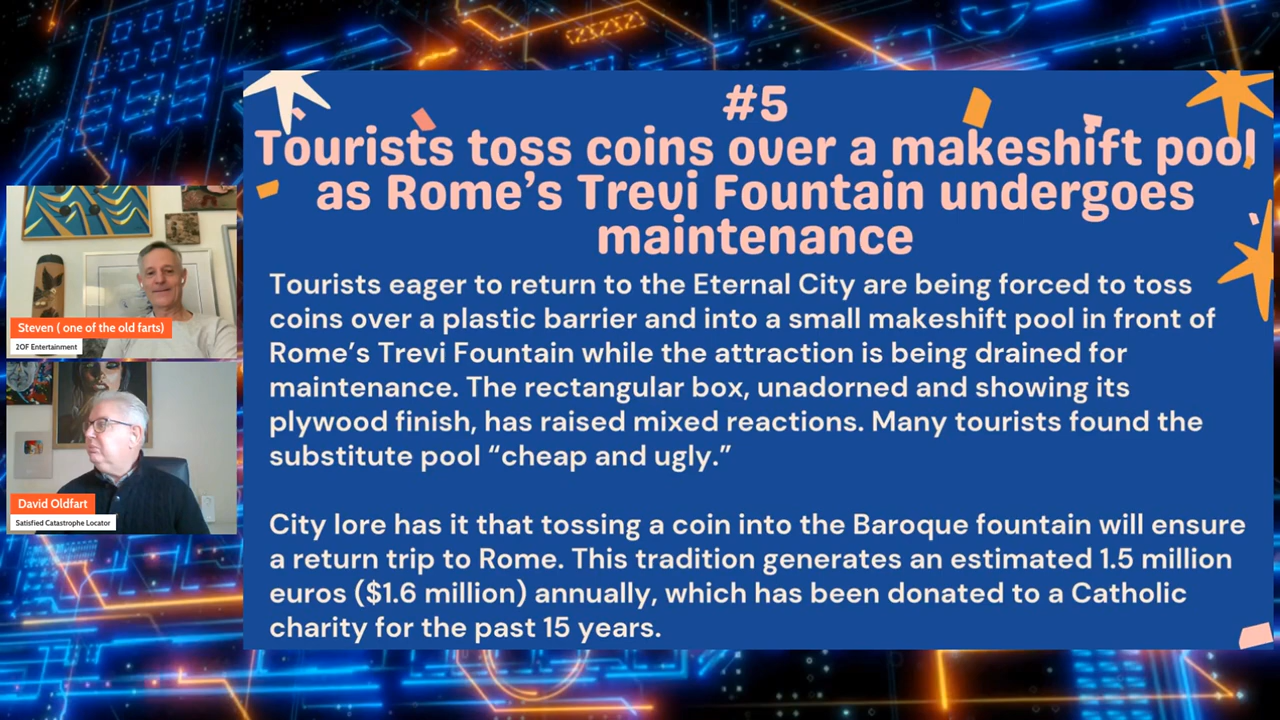 #5
Tourists toss coins over a makeshift pool
as Rome's Trevi Fountain undergoes
maintenance
Tourists eager to return to the Eternal City are being forced to toss
coins over a plastic barrier and into a small makeshift pool in front of
Rome's Trevi Fountain while the attraction is being drained for
maintenance. The rectangular box, unadorned and showing its
plywood finish, has raised mixed reactions. Many tourists found the
substitute pool “cheap and ugly.”
City lore has it that tossing a coin into the Baroque fountain will ensure
a return trip to Rome. This tradition generates an estimated 1.5 million
euros ($1.6 million) annually, which has been donated to a Catholic
charity for the past 15 years.
Steven ( one of the old farts)
2OF Entertainment
David Oldfart
Satisfied Catastrophe Locator